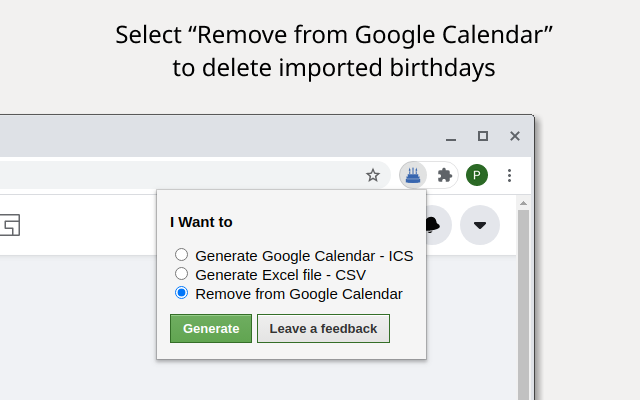 Select “Remove from Google Calendar”
to delete imported birthdays
P
I Want to
Generate Google Calendar - ICS
Generate Excel file - CSV
Remove from Google Calendar
Generate
Leave a feedback